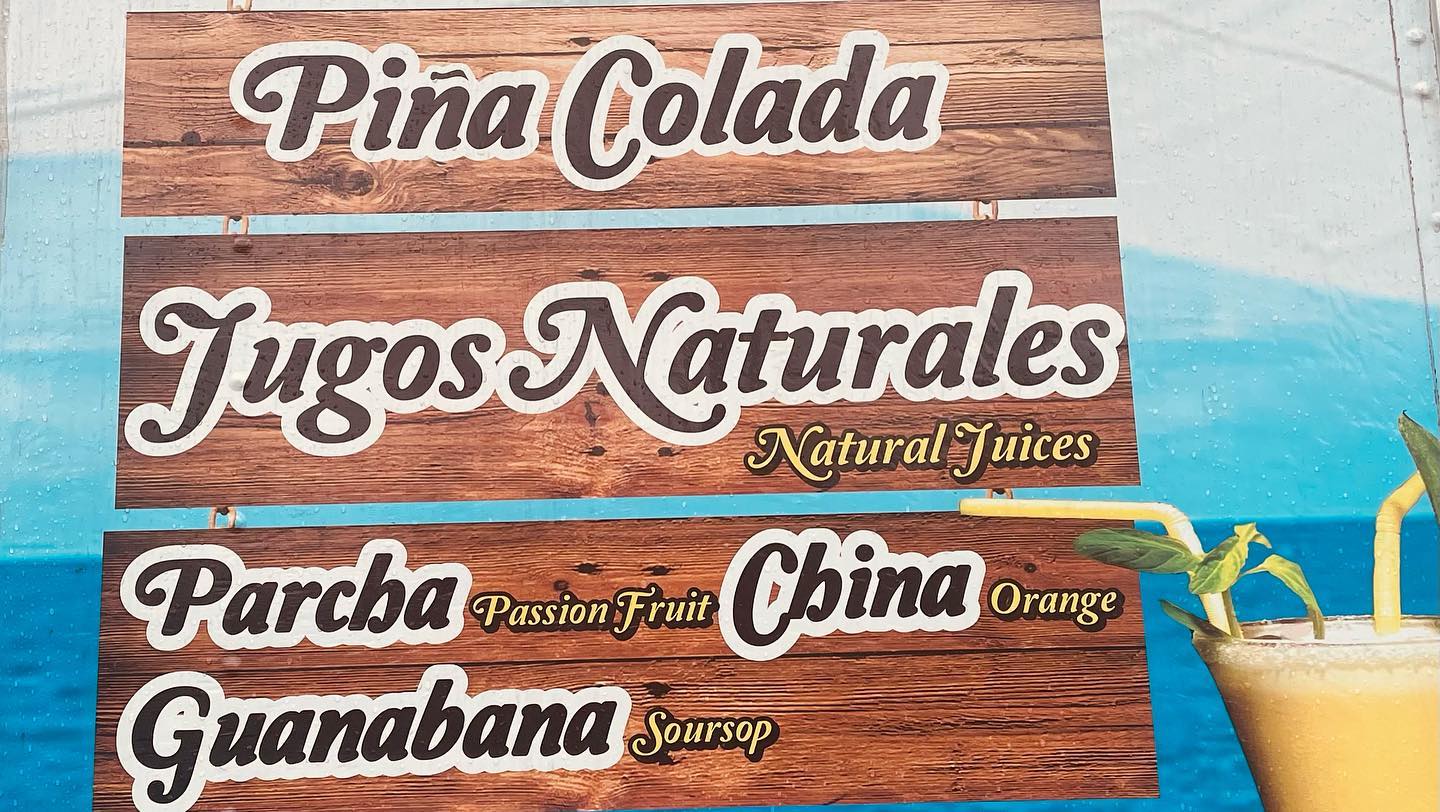 Piña Colada
Jugos Naturales
Natural Juices
Parcha Passion Fruit China Orange
Guanabana Soursop